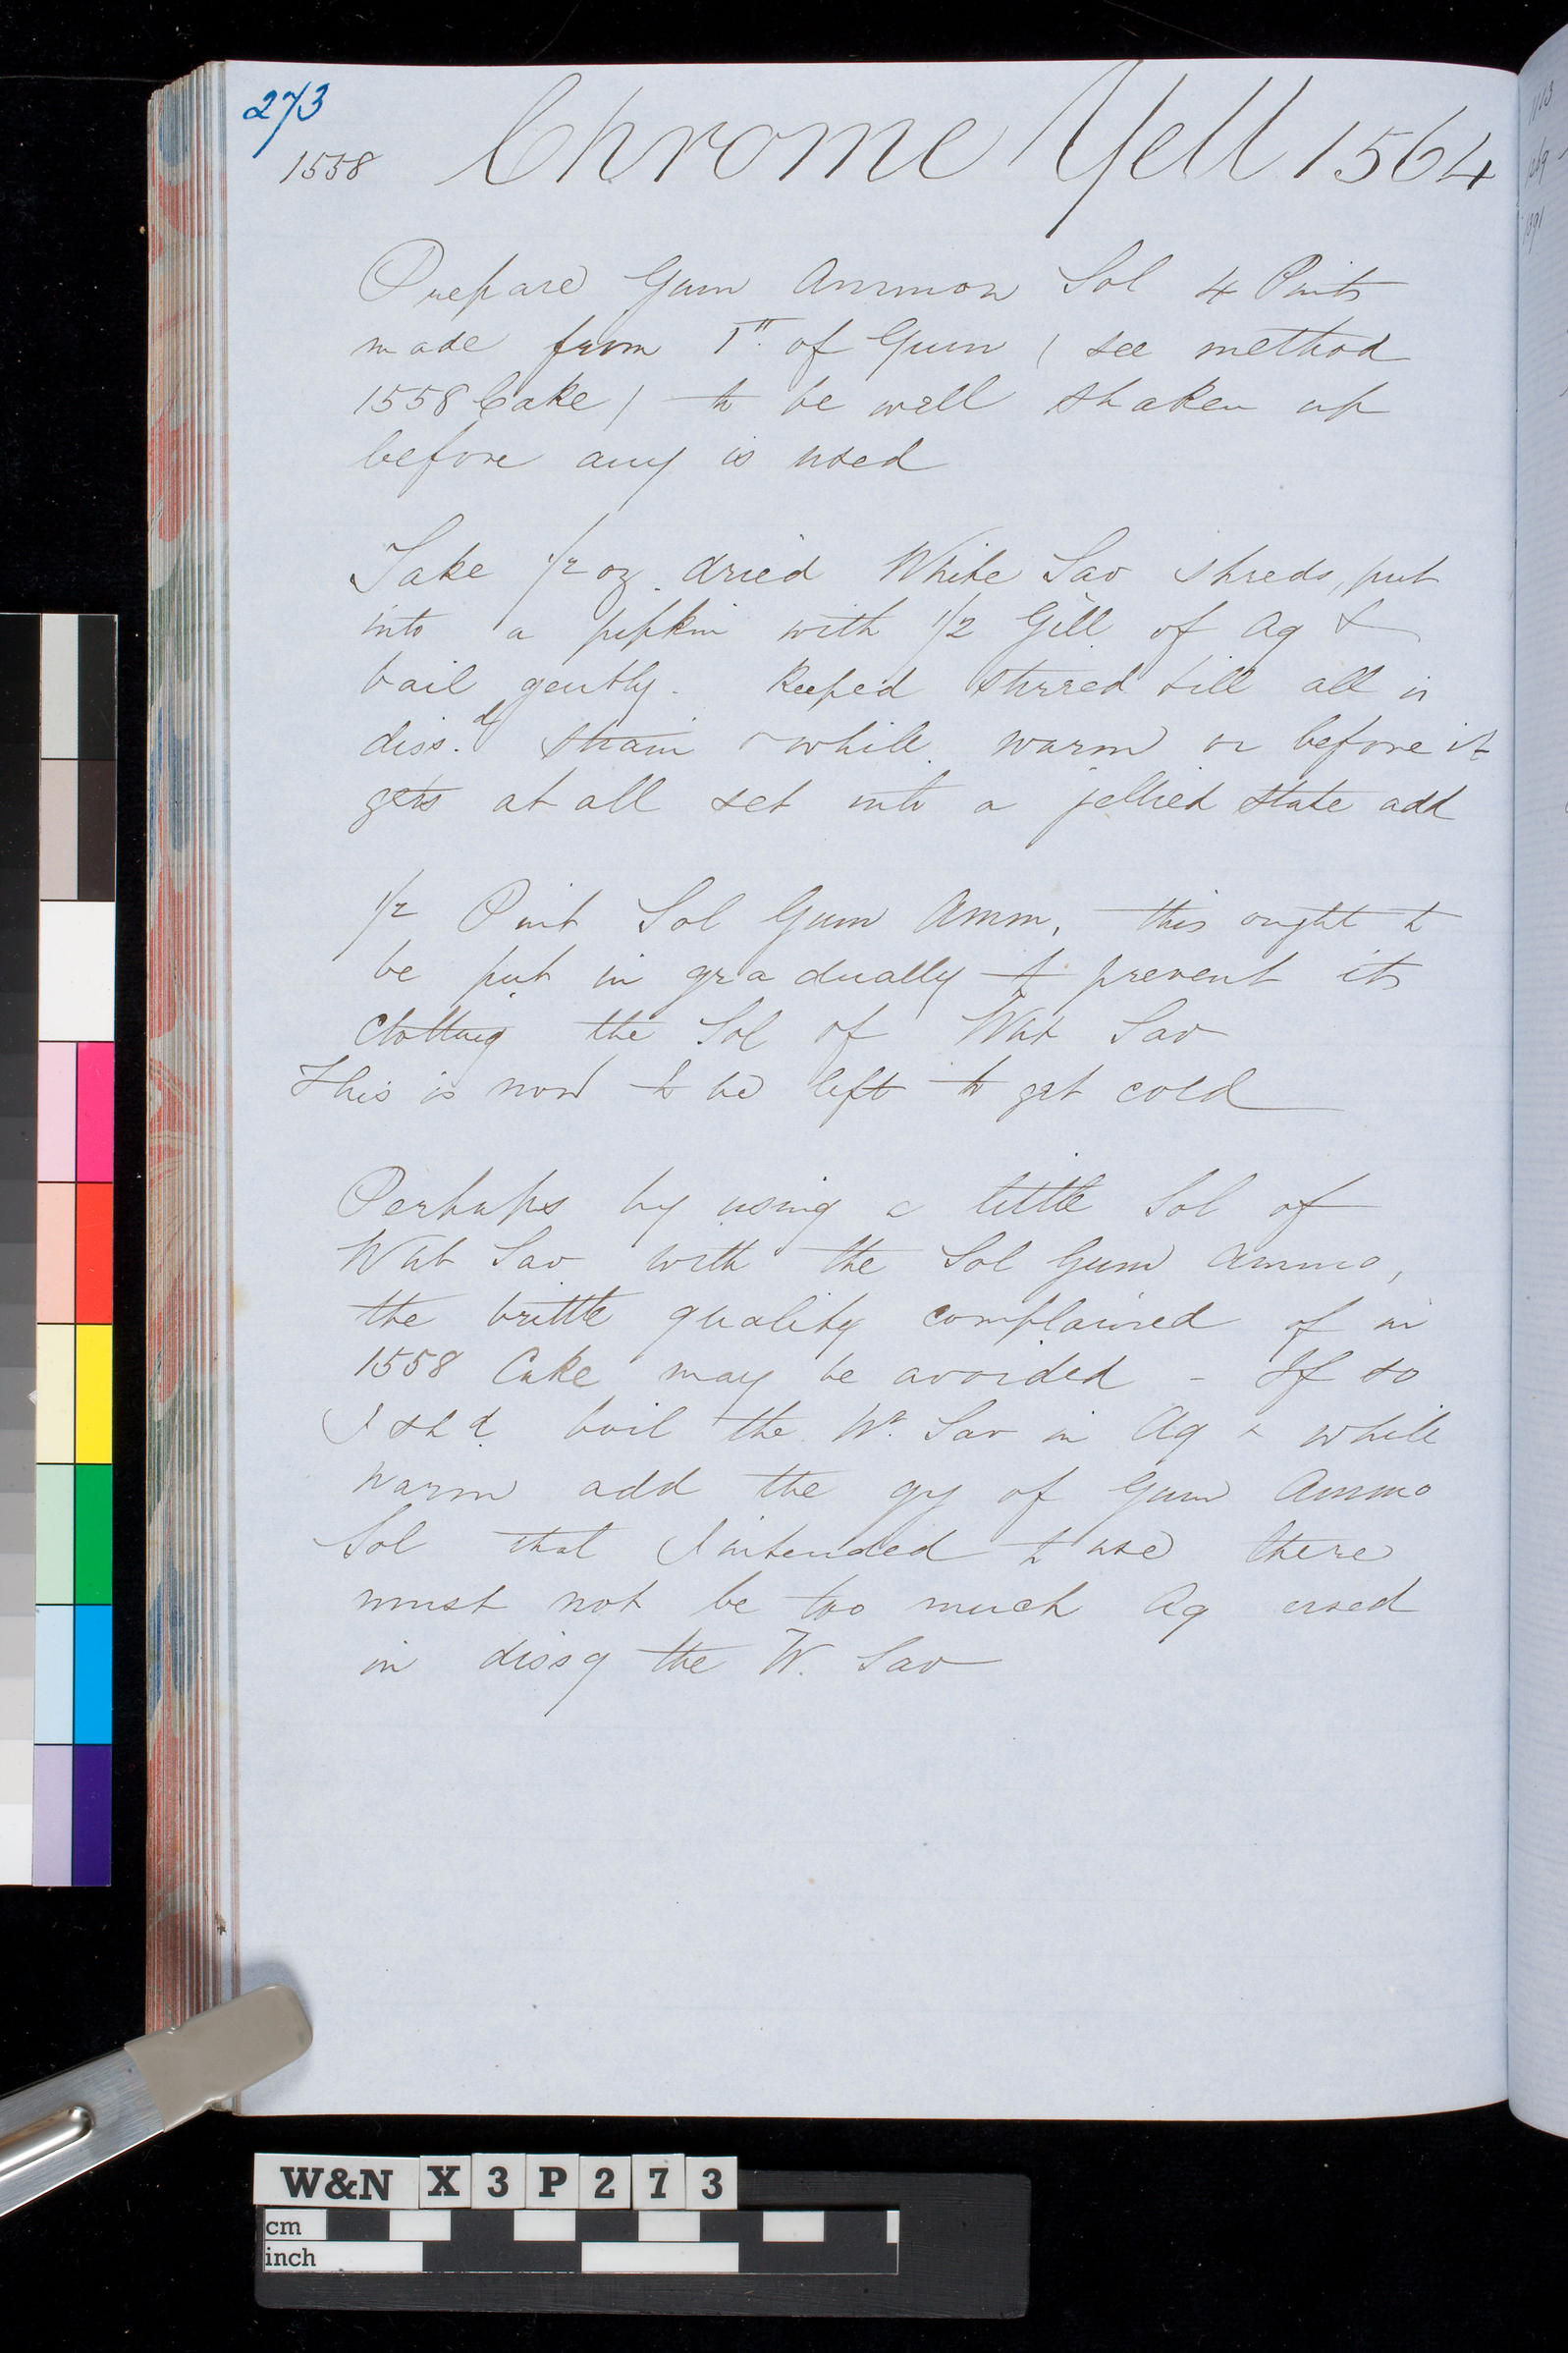 273
1558 Chrome Yell 1564
Prepare Gum Ammon Sol 4 Pints
made from 1" of Gum ( see method
1558 Cake ) to be well shaken up
before any is used
Take 1/2 oz dried White Sav shreds, put
into a pipkin with 1/2 Gill of Aq &
boil gently. Keeped stirred till all is
diss.d Strain & while warm or before it
gets at all set into a jellied state add
1/2 Pint Sol Gum Amm, this ought to
be put in gradually to prevent its
clotting the Sol of Wht Sav
This is now to be left to get cold
Perhaps by using a little Sol of
Wht Sav with the Sol Gum Ammo,
the brittle quality complained of in
1558 Cake may be avoided - If so
I shd boil the W. Sav in Aq & while
warm add the qy of Gum Ammo
Sol that I intended to use there
must not be too much Aq used
in dissg the W. Sav
W&N X 3 P 2 7 3
cm
inch